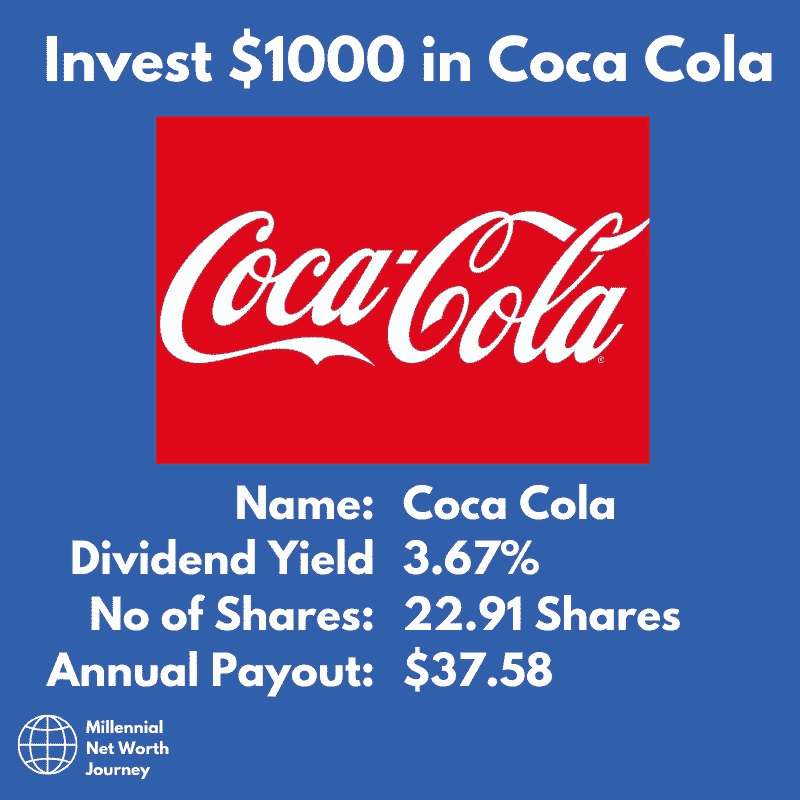 Invest $1000 in Coca Cola
Coca-Cola
®
Name: Coca Cola
Dividend Yield 3.67%
No of Shares: 22.91 Shares
Annual Payout: $37.58
Millennial
Net Worth
Journey